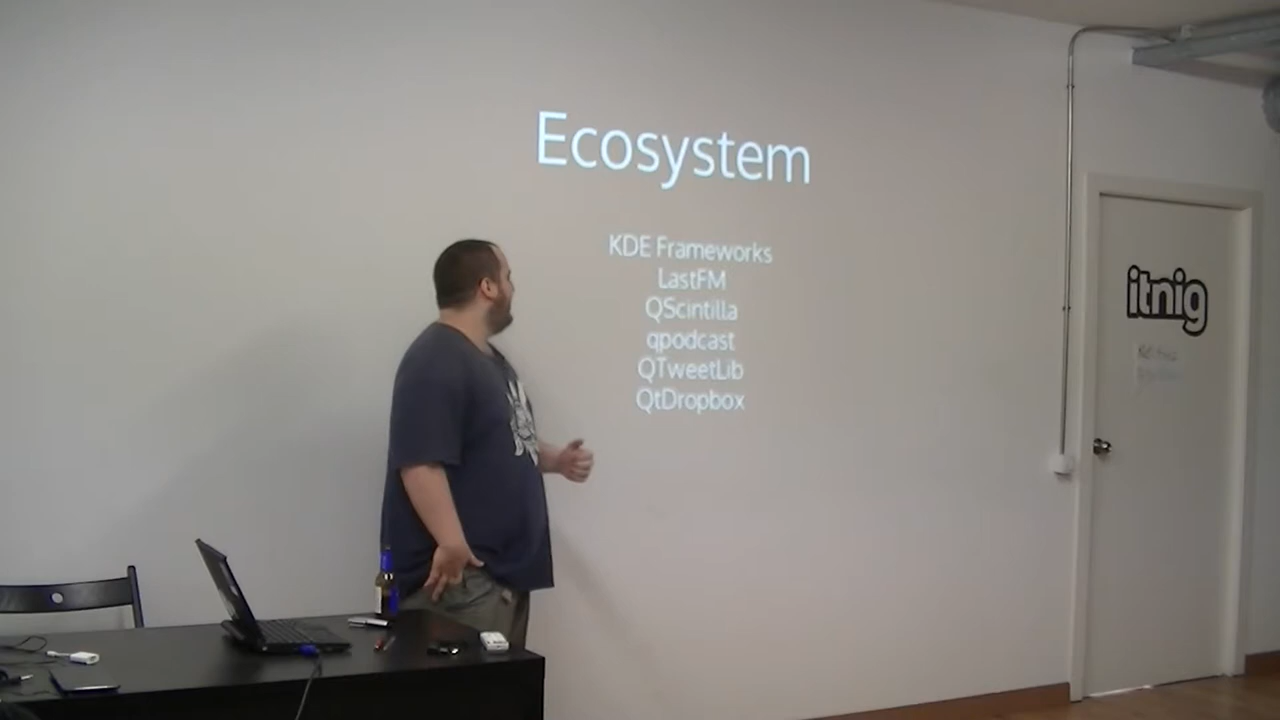 Ecosystem
KDE Frameworks
LastFM
QScintilla
qpodcast
QTweetLib
QtDropbox
itnig